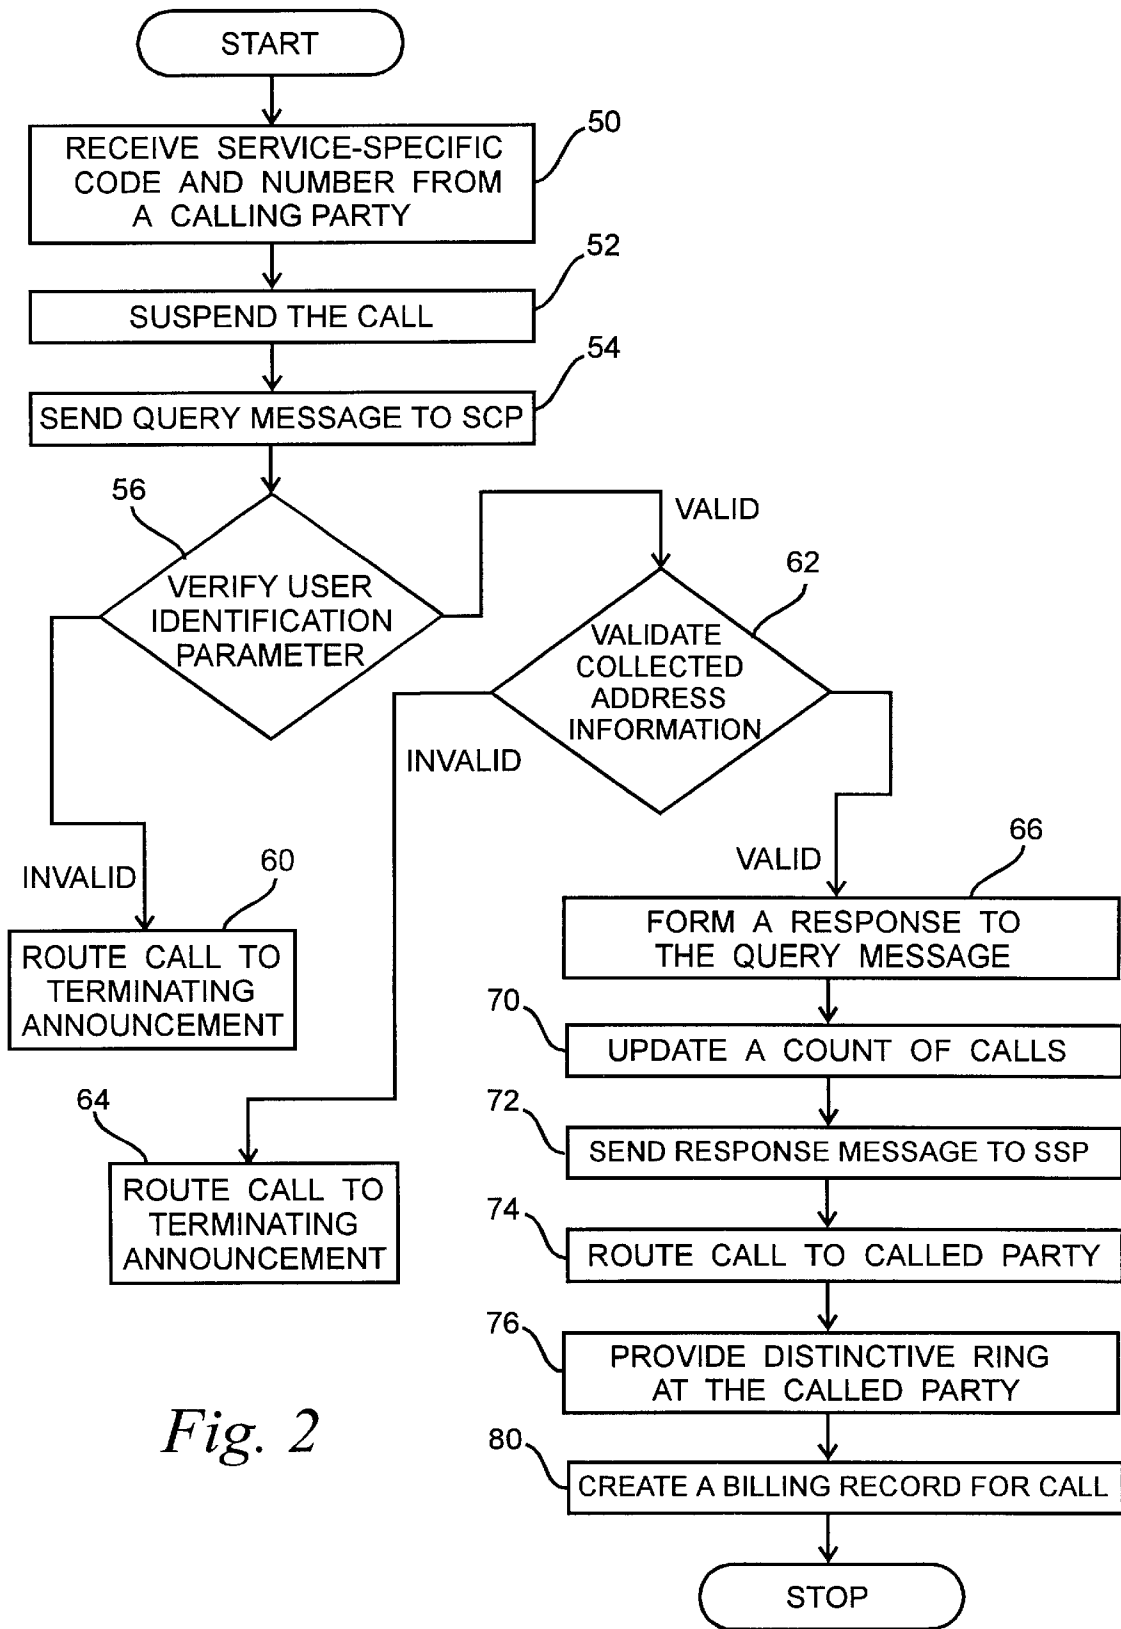 START
50
RECEIVE SERVICE-SPECIFIC
CODE AND NUMBER FROM
A CALLING PARTY
52
SUSPEND THE CALL
54
SEND QUERY MESSAGE TO SCP
56
VERIFY USER
IDENTIFICATION
PARAMETER
VALID
62
VALIDATE
COLLECTED
ADDRESS
INFORMATION
INVALID
INVALID
60
ROUTE CALL TO
TERMINATING
ANNOUNCEMENT
64
ROUTE CALL TO
TERMINATING
ANNOUNCEMENT
VALID
66
FORM A RESPONSE TO
THE QUERY MESSAGE
70
UPDATE A COUNT OF CALLS
72
SEND RESPONSE MESSAGE TO SSP
74
ROUTE CALL TO CALLED PARTY
76
PROVIDE DISTINCTIVE RING
AT THE CALLED PARTY
80
CREATE A BILLING RECORD FOR CALL
STOP
Fig. 2